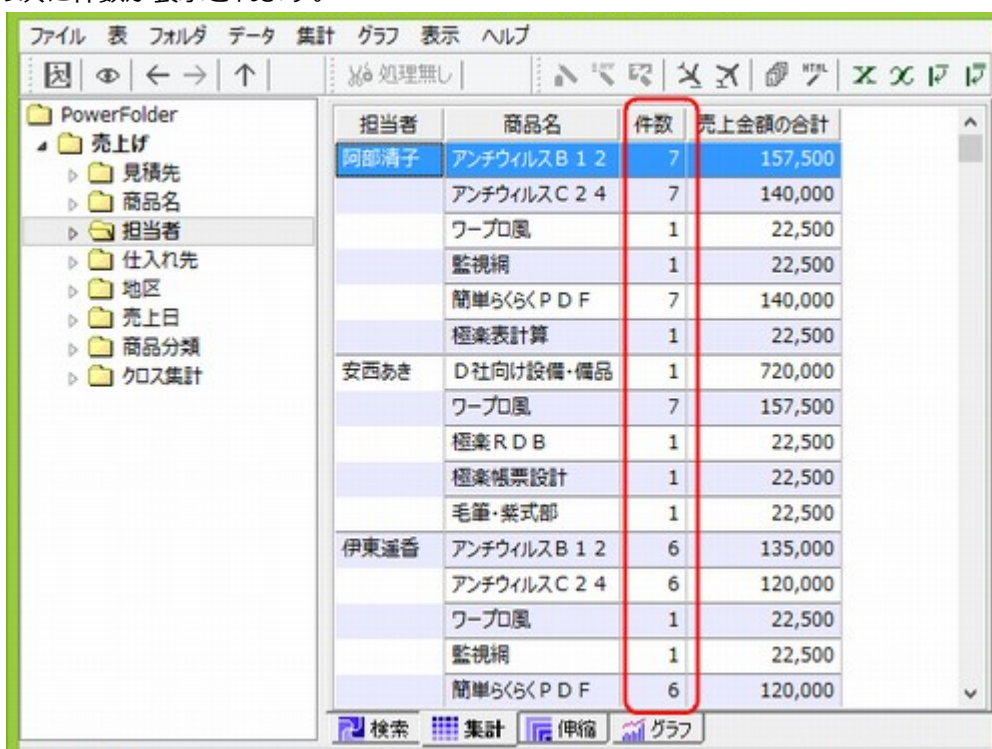 ファイル 表 フォルダ データ 集計 グラフ 表示 ヘルプ
処理無し
HTML
PowerFolder
売上げ
見積先
商品名
担当者
仕入れ先
地区
売上日
商品分類
クロス集計
担当者 商品名 件数 売上金額の合計
阿部清子 アンチウィルスB12 7 157,500
アンチウィルスC24 7 140,000
ワープロ風 1 22,500
監視網 1 22,500
簡単らくらくPDF 7 140,000
極楽表計算 1 22,500
安西あき D社向け設備・備品 1 720,000
ワープロ風 7 157,500
極楽RDB 1 22,500
極楽帳票設計 1 22,500
毛筆・紫式部 1 22,500
伊東遥香 アンチウィルスB12 6 135,000
アンチウィルスC24 6 120,000
ワープロ風 1 22,500
監視網 1 22,500
簡単らくらくPDF 6 120,000
検索 集計 伸縮 グラフ